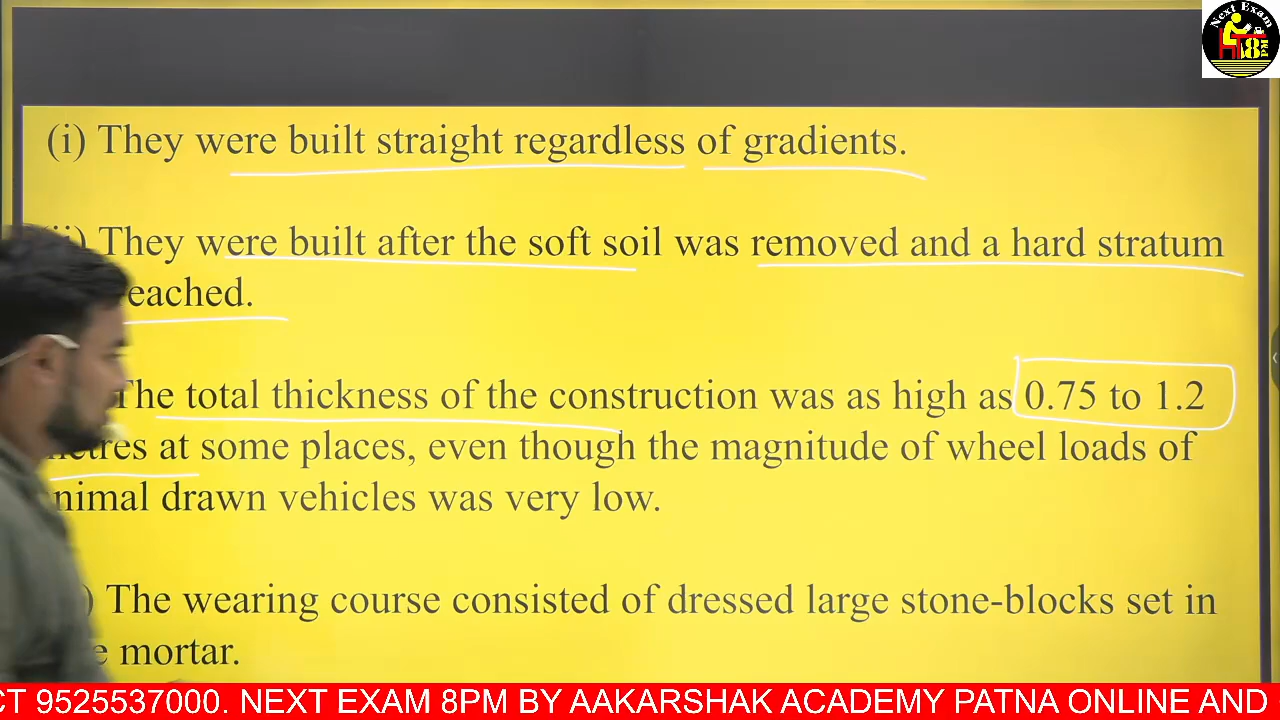 Next Exam
8PM
(i) They were built straight regardless of gradients.
They were built after the soft soil was removed and a hard stratum
eached.
The total thickness of the construction was as high as 0.75 to 1.2
metres at some places, even though the magnitude of wheel loads of
nimal drawn vehicles was very low.
) The wearing course consisted of dressed large stone-blocks set in
e mortar.
CT 9525537000. NEXT EXAM 8PM BY AAKARSHAK ACADEMY PATNA ONLINE AND